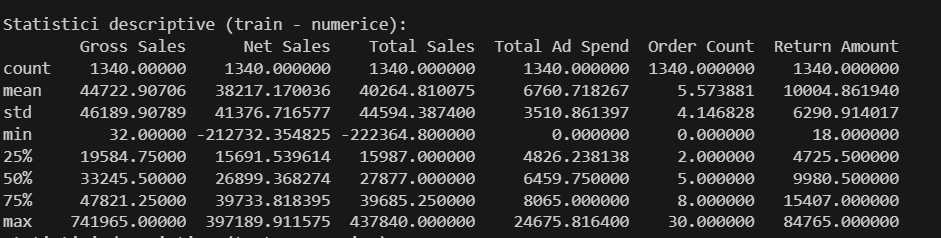 Statistici descriptive (train - numerice):
Gross Sales Net Sales Total Sales Total Ad Spend Order Count Return Amount
count 1340.00000 1340.000000 1340.000000 1340.000000 1340.000000 1340.000000
mean 44722.90706 38217.170036 40264.810075 6760.718267 5.573881 10004.861940
std 46189.90789 41376.716577 44594.387400 3510.861397 4.146828 6290.914017
min 32.00000 -212732.354825 -222364.800000 0.000000 0.000000 18.000000
25% 19584.75000 15691.539614 15987.000000 4826.238138 2.000000 4725.500000
50% 33245.50000 26899.368274 27877.000000 6459.750000 5.000000 9980.500000
75% 47821.25000 39733.818395 39685.250000 8065.000000 8.000000 15407.000000
max 741965.00000 397189.911575 437840.000000 24675.816400 30.000000 84765.000000